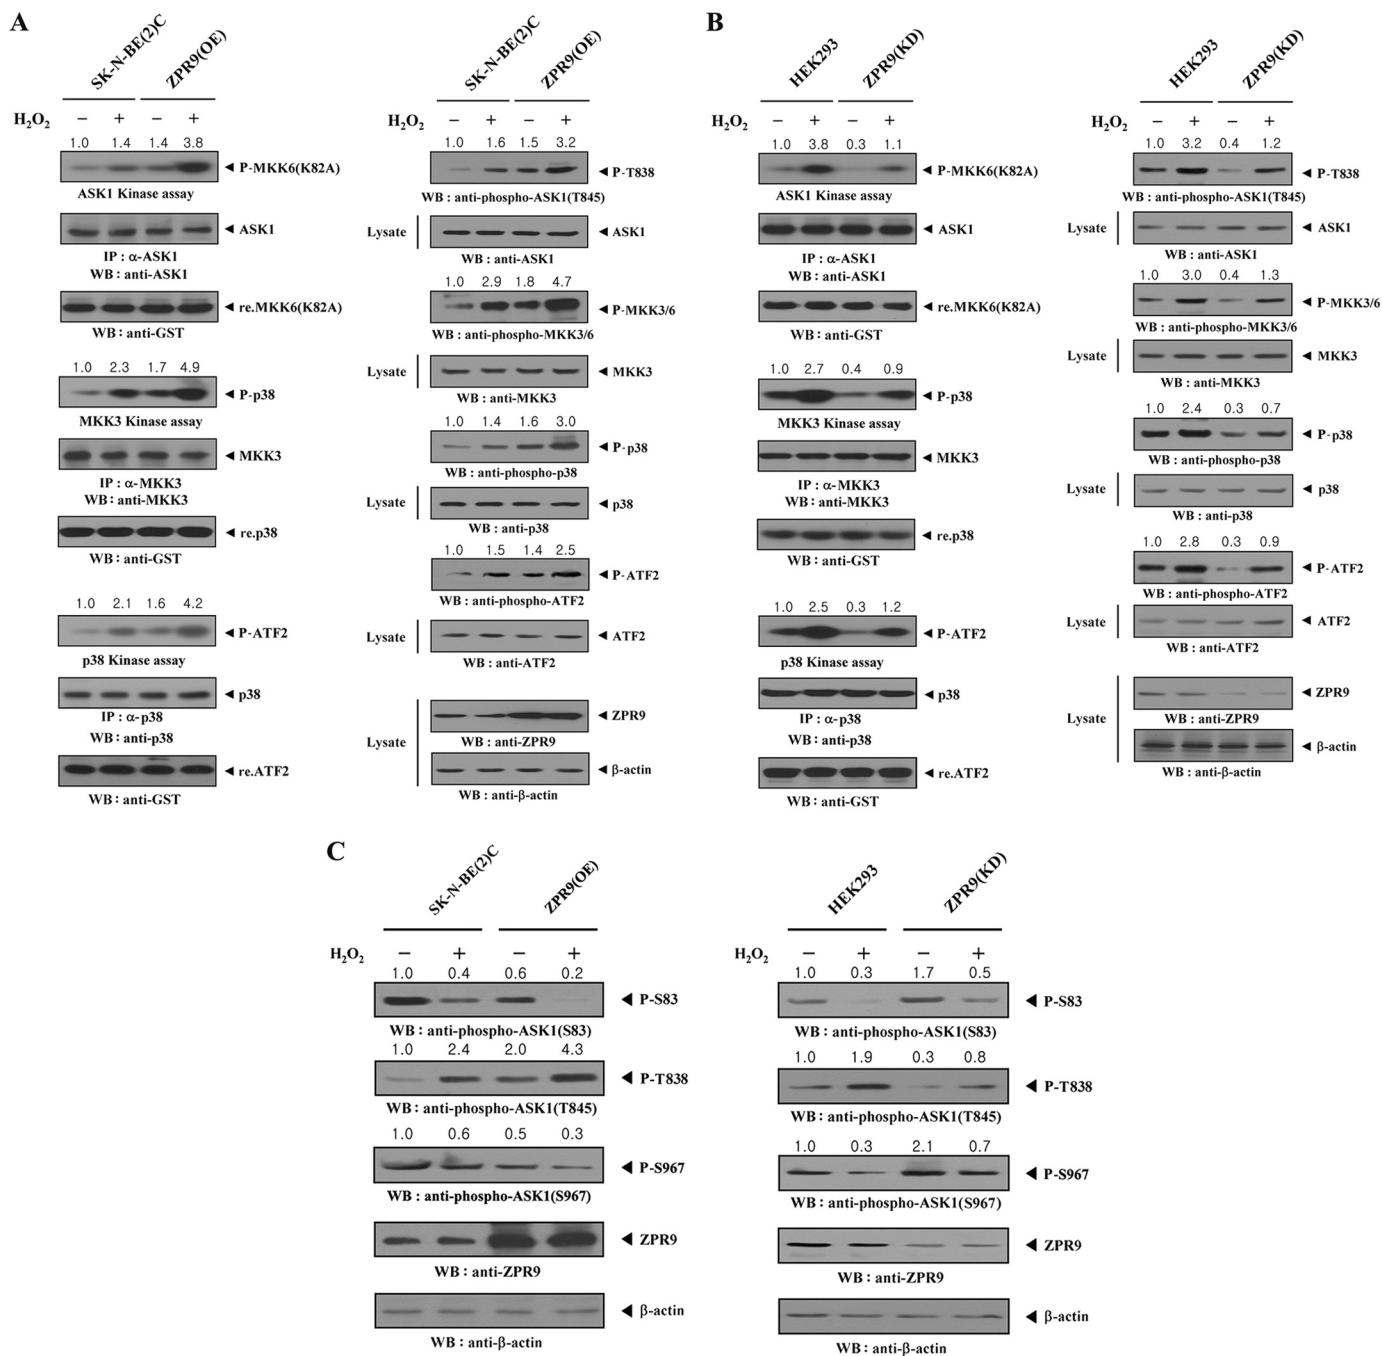 A
SK-N-BE(2)C
ZPR9(OE)
H2O2
− + − +
1.0 1.4 1.4 3.8
P-MKK6(K82A)
ASK1 Kinase assay
ASK1
IP : α-ASK1
WB : anti-ASK1
re.MKK6(K82A)
WB : anti-GST
1.0 2.3 1.7 4.9
P-p38
MKK3 Kinase assay
MKK3
IP : α-MKK3
WB : anti-MKK3
re.p38
WB : anti-GST
1.0 2.1 1.6 4.2
P-ATF2
p38 Kinase assay
p38
IP : α-p38
WB : anti-p38
re.ATF2
WB : anti-GST
SK-N-BE(2)C
ZPR9(OE)
H2O2
− + − +
1.0 1.6 1.5 3.2
P-T838
WB : anti-phospho-ASK1(T845)
Lysate
ASK1
WB : anti-ASK1
1.0 2.9 1.8 4.7
P-MKK3/6
WB : anti-phospho-MKK3/6
Lysate
MKK3
WB : anti-MKK3
1.0 1.4 1.6 3.0
P-p38
WB : anti-phospho-p38
Lysate
p38
WB : anti-p38
1.0 1.5 1.4 2.5
P-ATF2
WB : anti-phospho-ATF2
Lysate
ATF2
WB : anti-ATF2
Lysate
ZPR9
WB : anti-ZPR9
β-actin
WB : anti-β-actin
B
HEK293
ZPR9(KD)
H2O2
− + − +
1.0 3.8 0.3 1.1
P-MKK6(K82A)
ASK1 Kinase assay
ASK1
IP : α-ASK1
WB : anti-ASK1
re.MKK6(K82A)
WB : anti-GST
1.0 2.7 0.4 0.9
P-p38
MKK3 Kinase assay
MKK3
IP : α-MKK3
WB : anti-MKK3
re.p38
WB : anti-GST
1.0 2.5 0.3 1.2
P-ATF2
p38 Kinase assay
p38
IP : α-p38
WB : anti-p38
re.ATF2
WB : anti-GST
HEK293
ZPR9(KD)
H2O2
− + − +
1.0 3.2 0.4 1.2
P-T838
WB : anti-phospho-ASK1(T845)
Lysate
ASK1
WB : anti-ASK1
1.0 3.0 0.4 1.3
P-MKK3/6
WB : anti-phospho-MKK3/6
Lysate
MKK3
WB : anti-MKK3
1.0 2.4 0.3 0.7
P-p38
WB : anti-phospho-p38
Lysate
p38
WB : anti-p38
1.0 2.8 0.3 0.9
P-ATF2
WB : anti-phospho-ATF2
Lysate
ATF2
WB : anti-ATF2
Lysate
ZPR9
WB : anti-ZPR9
β-actin
WB : anti-β-actin
C
SK-N-BE(2)C
ZPR9(OE)
H2O2
− + − +
1.0 0.4 0.6 0.2
P-S83
WB : anti-phospho-ASK1(S83)
1.0 2.4 2.0 4.3
P-T838
WB : anti-phospho-ASK1(T845)
1.0 0.6 0.5 0.3
P-S967
WB : anti-phospho-ASK1(S967)
ZPR9
WB : anti-ZPR9
β-actin
WB : anti-β-actin
HEK293
ZPR9(KD)
H2O2
− + − +
1.0 0.3 1.7 0.5
P-S83
WB : anti-phospho-ASK1(S83)
1.0 1.9 0.3 0.8
P-T838
WB : anti-phospho-ASK1(T845)
1.0 0.3 2.1 0.7
P-S967
WB : anti-phospho-ASK1(S967)
ZPR9
WB : anti-ZPR9
β-actin
WB : anti-β-actin